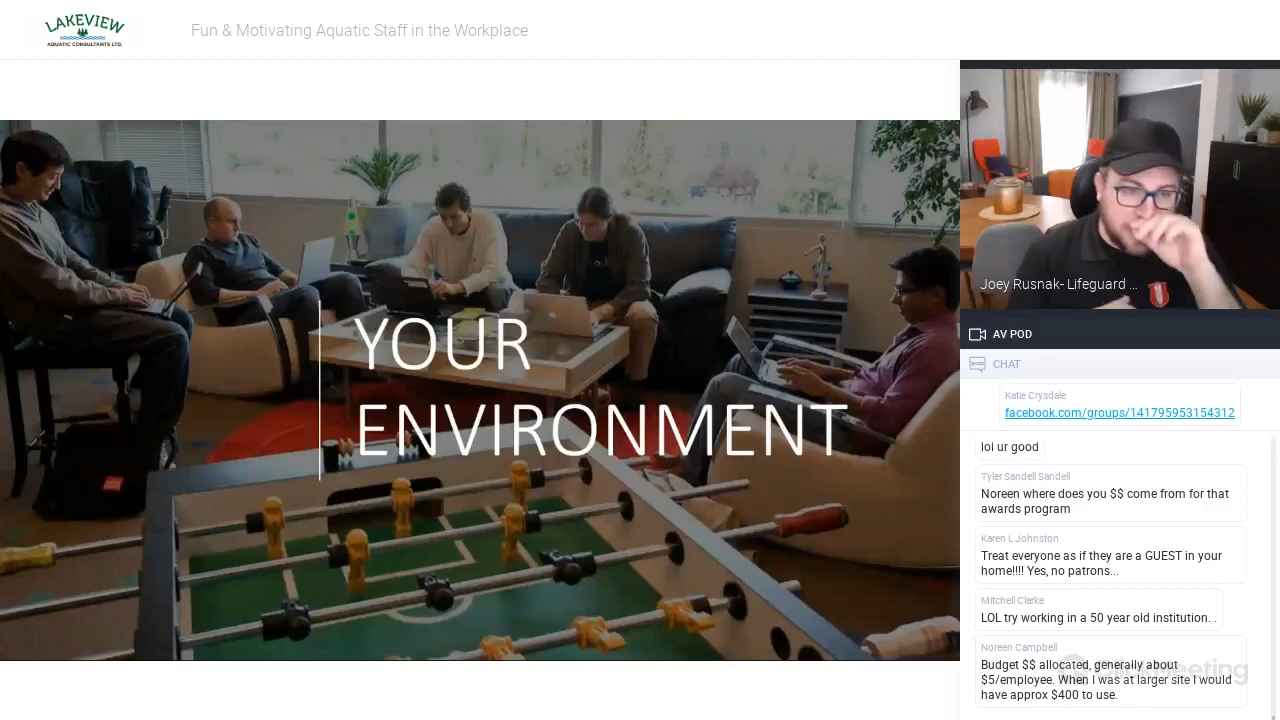 LAKEVIEW
AQUATIC CONSULTANTS LTD.
Fun & Motivating Aquatic Staff in the Workplace
YOUR
ENVIRONMENT
Joey Rusnak- Lifeguard ...
AV POD
CHAT
Katie Crysdale
facebook.com/groups/141795953154312
lol ur good
Tyler Sandell Sandell
Noreen where does you $$ come from for that
awards program
Karen L Johnston
Treat everyone as if they are a GUEST in your
home!!!! Yes, no patrons...
Mitchell Clarke
LOL try working in a 50 year old institution. .
Noreen Campbell
Budget $$ allocated, generally about
$5/employee. When I was at larger site I would
have approx $400 to use.
ClickMeeting